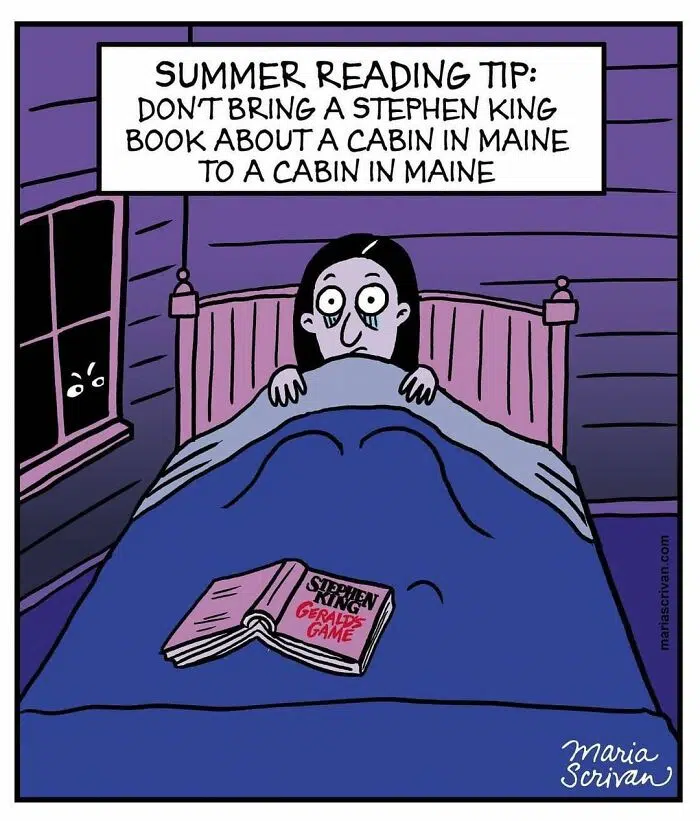 SUMMER READING TIP:
DON'T BRING A STEPHEN KING
BOOK ABOUT A CABIN IN MAINE
TO A CABIN IN MAINE
STEPHEN
KING
GERALD'S
GAME
mariascrivan.com
maria
Scrivan